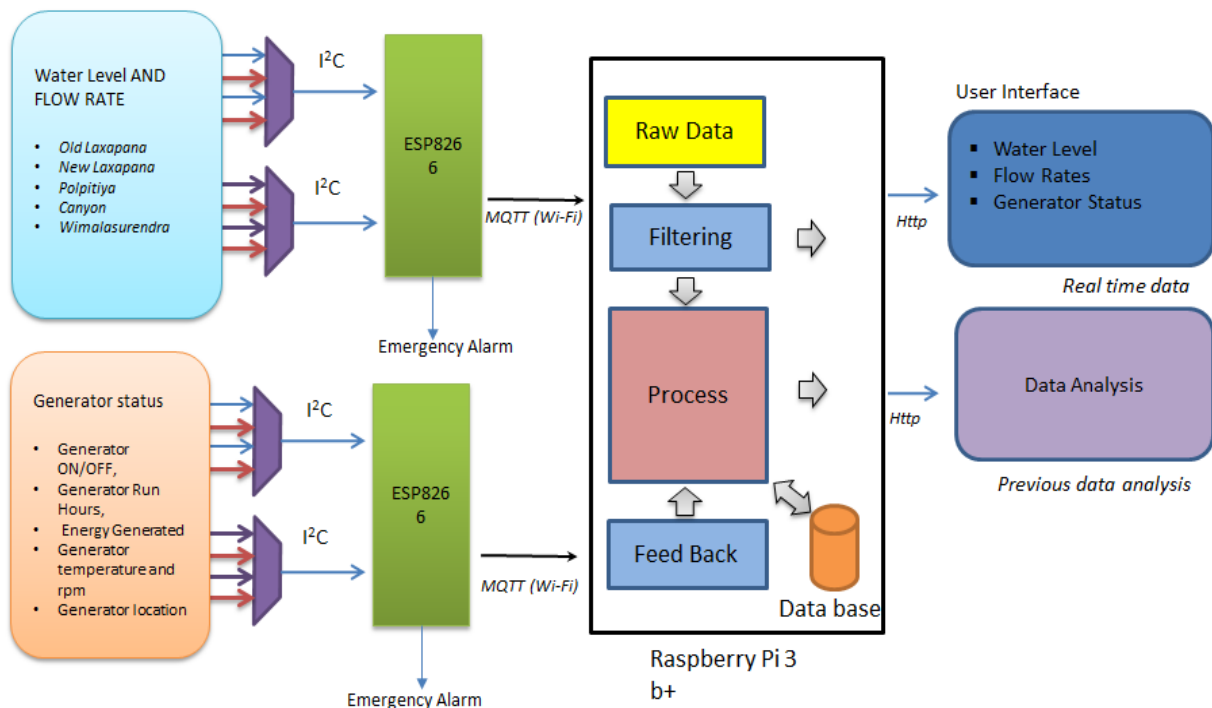 Water Level AND
FLOW RATE
• Old Laxapana
• New Laxapana
• Polpitiya
• Canyon
• Wimalasurendra
I²C
I²C
ESP826
6
Emergency Alarm
MQTT (Wi-Fi)
Generator status
• Generator
ON/OFF,
• Generator Run
Hours,
• Energy Generated
• Generator
temperature and
rpm
• Generator location
I²C
I²C
ESP826
6
Emergency Alarm
MQTT (Wi-Fi)
Raw Data
Filtering
Process
Feed Back
Data base
Raspberry Pi 3
b+
Http
Http
User Interface
▪ Water Level
▪ Flow Rates
▪ Generator Status
Real time data
Data Analysis
Previous data analysis